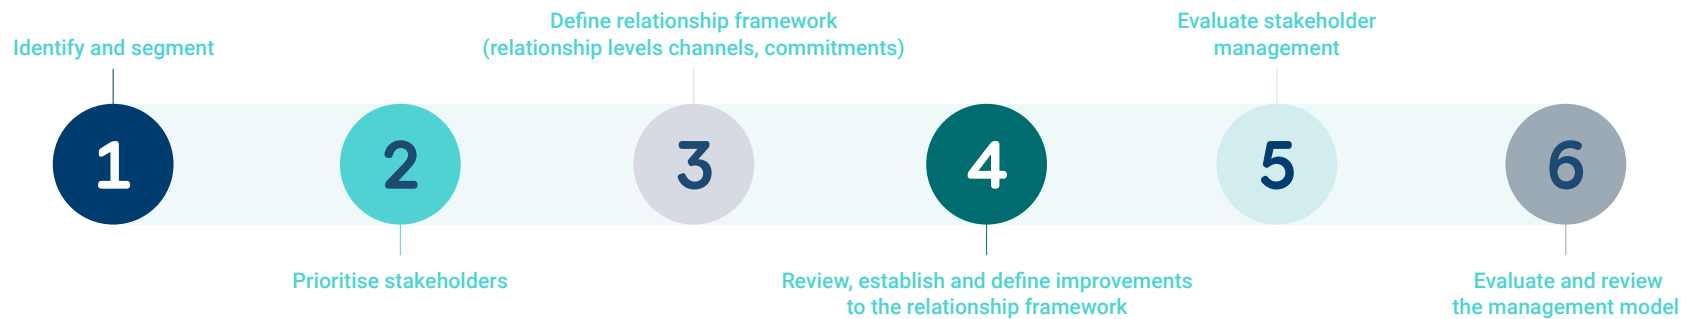 Identify and segment
1
Prioritise stakeholders
2
Define relationship framework
(relationship levels channels, commitments)
3
Review, establish and define improvements
to the relationship framework
4
Evaluate stakeholder
management
5
Evaluate and review
the management model
6